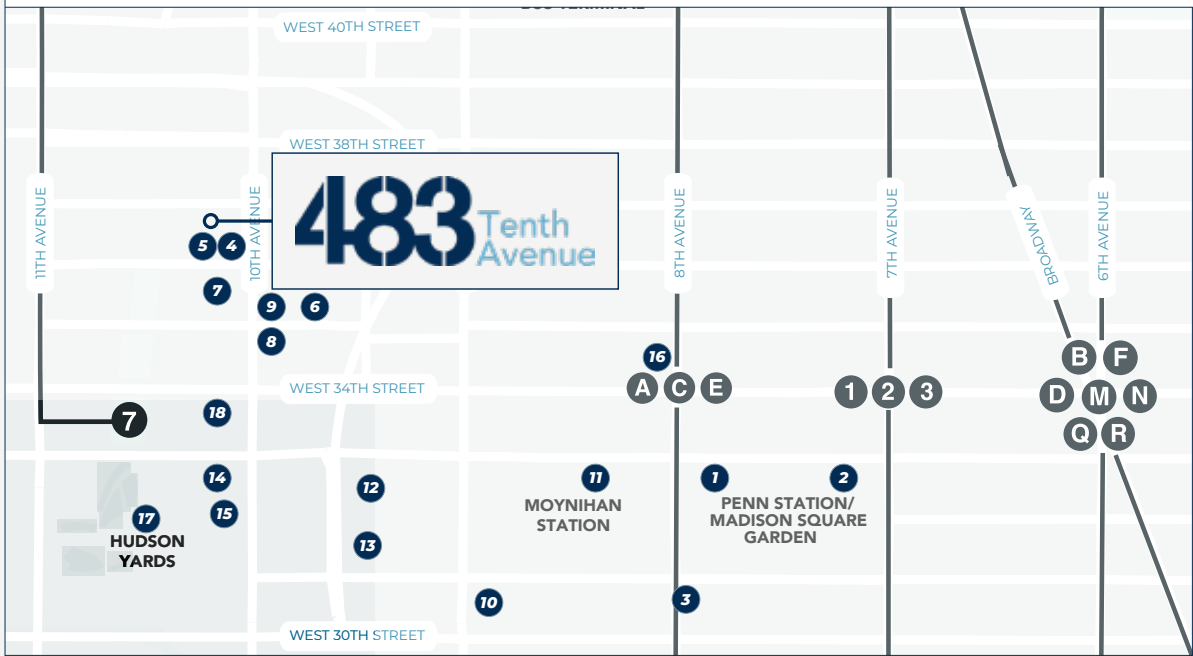 BUS TERMINAL
WEST 40TH STREET
WEST 38TH STREET
11TH AVENUE
10TH AVENUE
483 Tenth
Avenue
8TH AVENUE
7TH AVENUE
BROADWAY
6TH AVENUE
5 4
7
9 6
8
16
B F
WEST 34TH STREET
A C E
1 2 3
D M N
7
18
Q R
14
12
11
1
2
15
17
MOYNIHAN
STATION
PENN STATION/
MADISON SQUARE
GARDEN
HUDSON
YARDS
13
10
3
WEST 30TH STREET